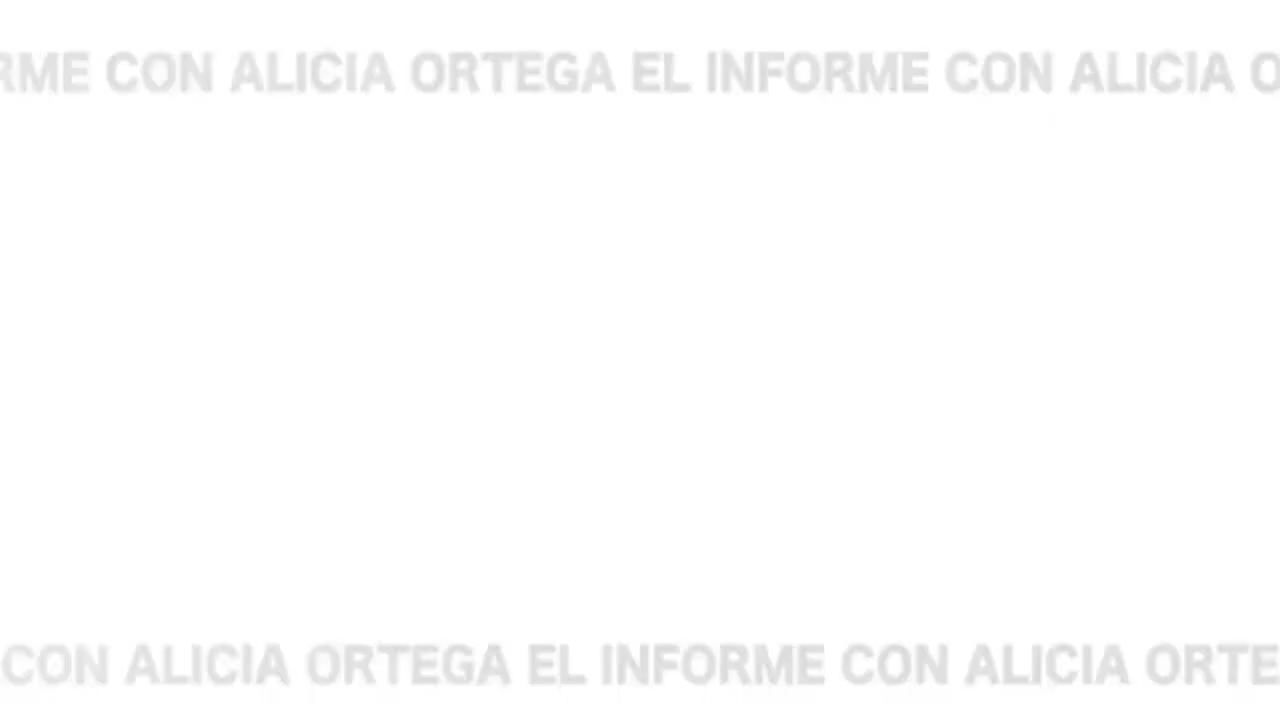 RME CON ALICIA ORTEGA EL INFORME CON ALICIA O
CON ALICIA ORTEGA EL INFORME CON ALICIA ORTE